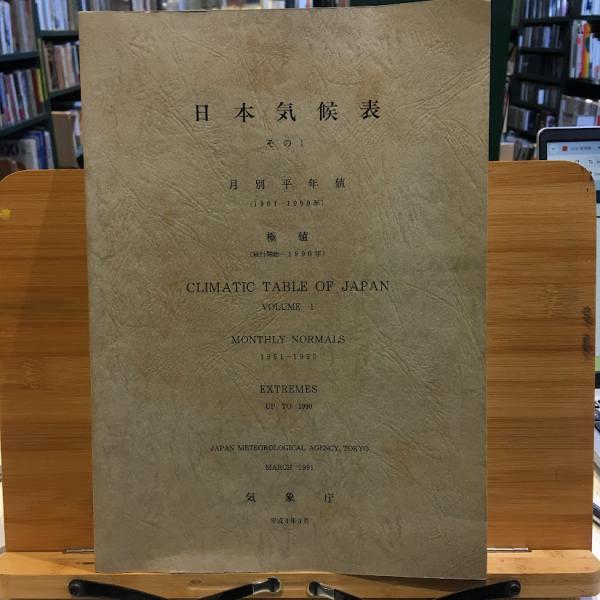 日本気候表
その1
月別平年値
(1961−1990年)
極値
(統計開始−1990年)
CLIMATIC TABLE OF JAPAN
VOLUME 1
MONTHLY NORMALS
1961−1990
EXTREMES
UP TO 1990
JAPAN METEOROLOGICAL AGENCY, TOKYO
MARCH 1991
気象庁
平成3年3月